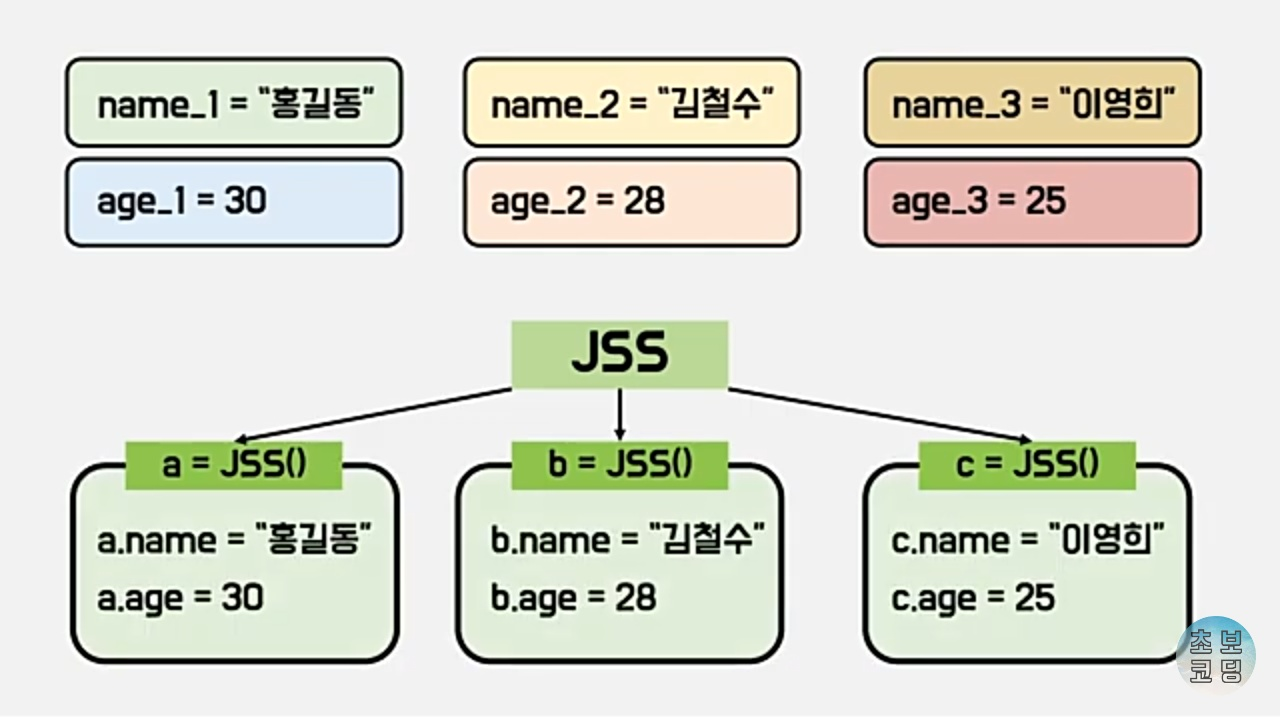 name_1 = “홍길동”
age_1 = 30
name_2 = “김철수”
age_2 = 28
name_3 = “이영희”
age_3 = 25
JSS
a = JSS()
a.name = “홍길동”
a.age = 30
b = JSS()
b.name = “김철수”
b.age = 28
c = JSS()
c.name = “이영희”
c.age = 25
초보
코딩